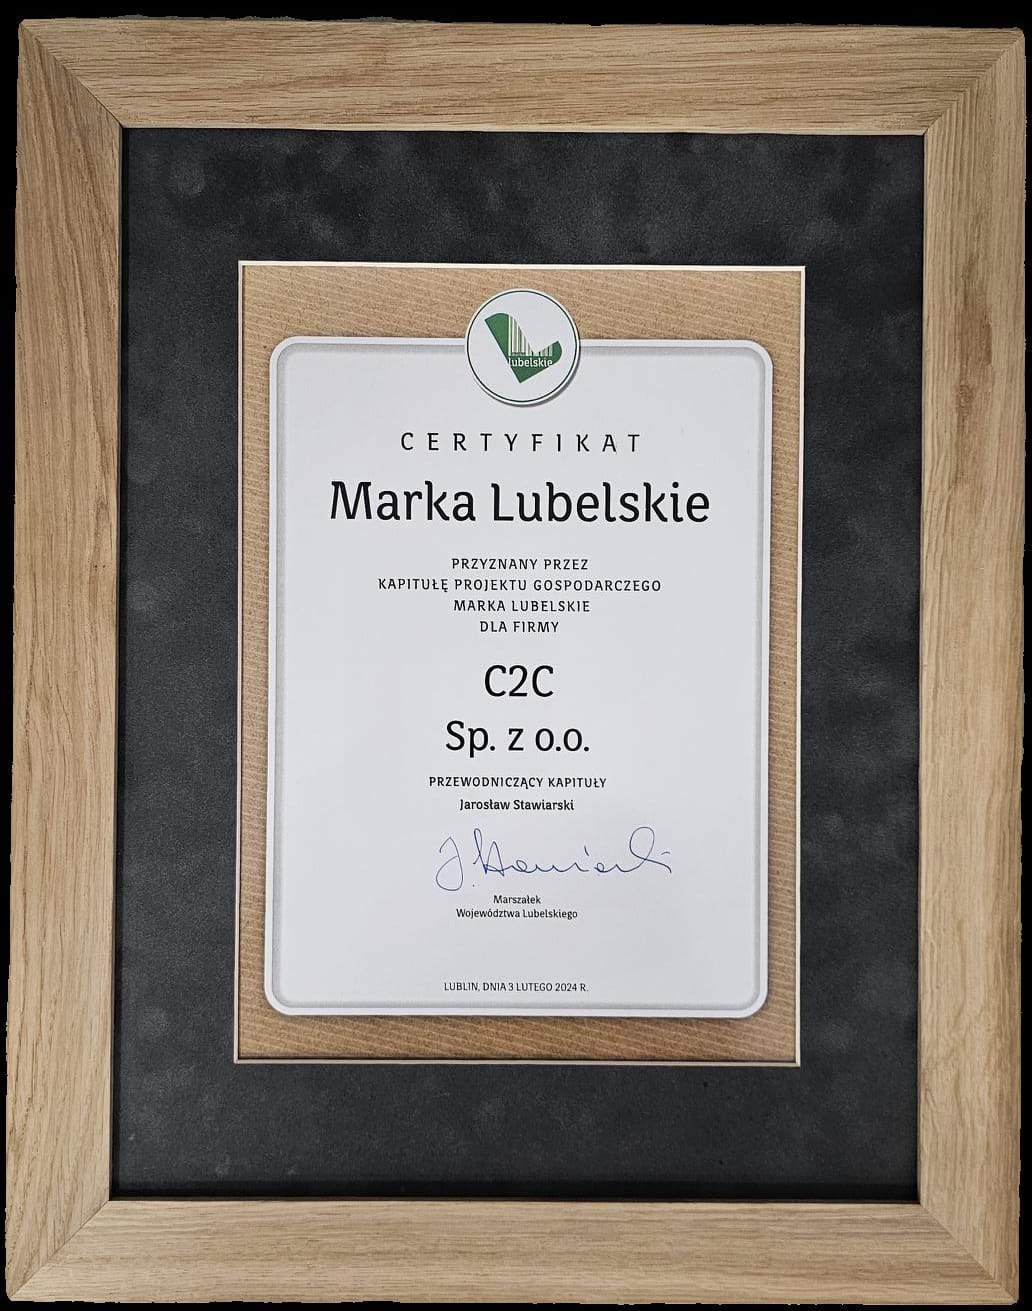 lubelskie
CERTYFIKAT
Marka Lubelskie
PRZYZNANY PRZEZ
KAPITUŁĘ PROJEKTU GOSPODARCZEGO
MARKA LUBELSKIE
DLA FIRMY
C2C
Sp. z o.o.
PRZEWODNICZĄCY KAPITUŁY
Jarosław Stawiarski
J. Stawiarski
Marszałek
Województwa Lubelskiego
LUBLIN, DNIA 3 LUTEGO 2024 R.